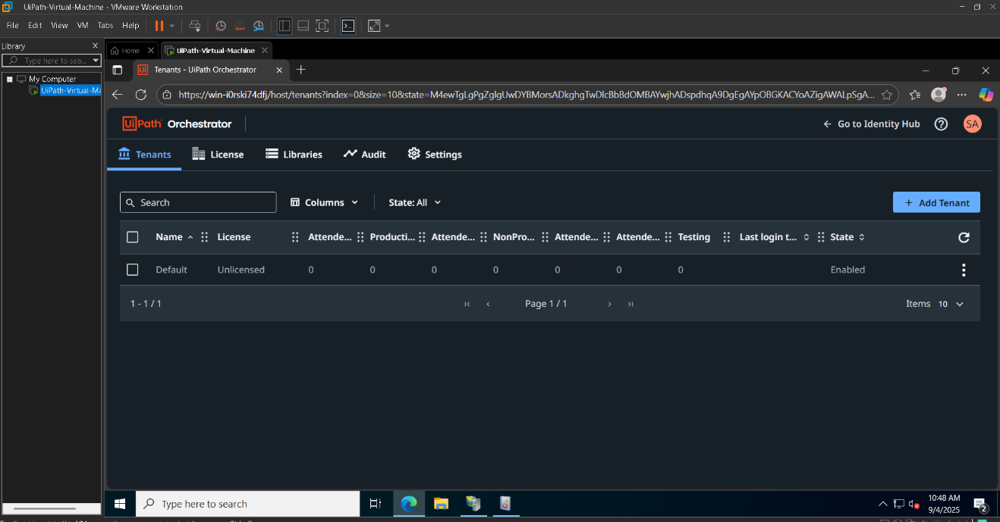 UiPath-Virtual-Machine - VMware Workstation
File Edit View VM Tabs Help
Library
Type here to sea...
My Computer
UiPath-Virtual-Ma
Home
UiPath-Virtual-Machine
Ui Tenants - UiPath Orchestrator
https://win-i0rski74dfj/host/tenants?index=0&size=10&state=M4ewTgLgPgZglgUwDYBMorsADkghgTwDlcBbBdOMBAYwjhADspdhqA9DgEgAYpOBGKACYoAZigAWALpSgA...
UiPath Orchestrator
Go to Identity Hub
SA
Tenants License Libraries Audit Settings
Search Columns State: All + Add Tenant
Name License Attende... Producti... Attende... NonPro... Attende... Attende... Testing Last login t... State
Default Unlicensed 0 0 0 0 0 0 0 Enabled
1 - 1 / 1 Page 1 / 1 Items 10
Type here to search
10:48 AM
9/4/2025
2